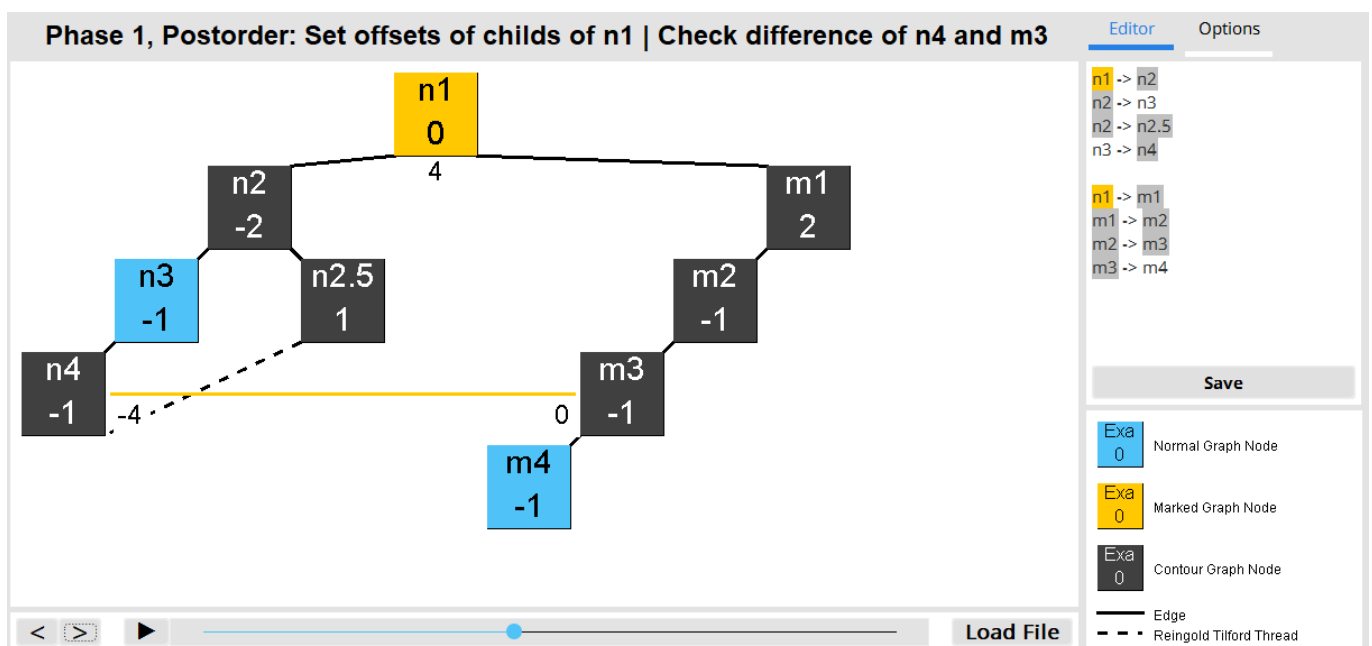 Phase 1, Postorder: Set offsets of childs of n1 | Check difference of n4 and m3
Editor
Options
n1
0
4
n2
-2
m1
2
n3
-1
n2.5
1
m2
-1
n4
-1
-4
0
m3
-1
m4
-1
n1 -> n2
n2 -> n3
n2 -> n2.5
n3 -> n4
n1 -> m1
m1 -> m2
m2 -> m3
m3 -> m4
Save
Exa
0
Normal Graph Node
Exa
0
Marked Graph Node
Exa
0
Contour Graph Node
Edge
Reingold Tilford Thread
< >
Load File